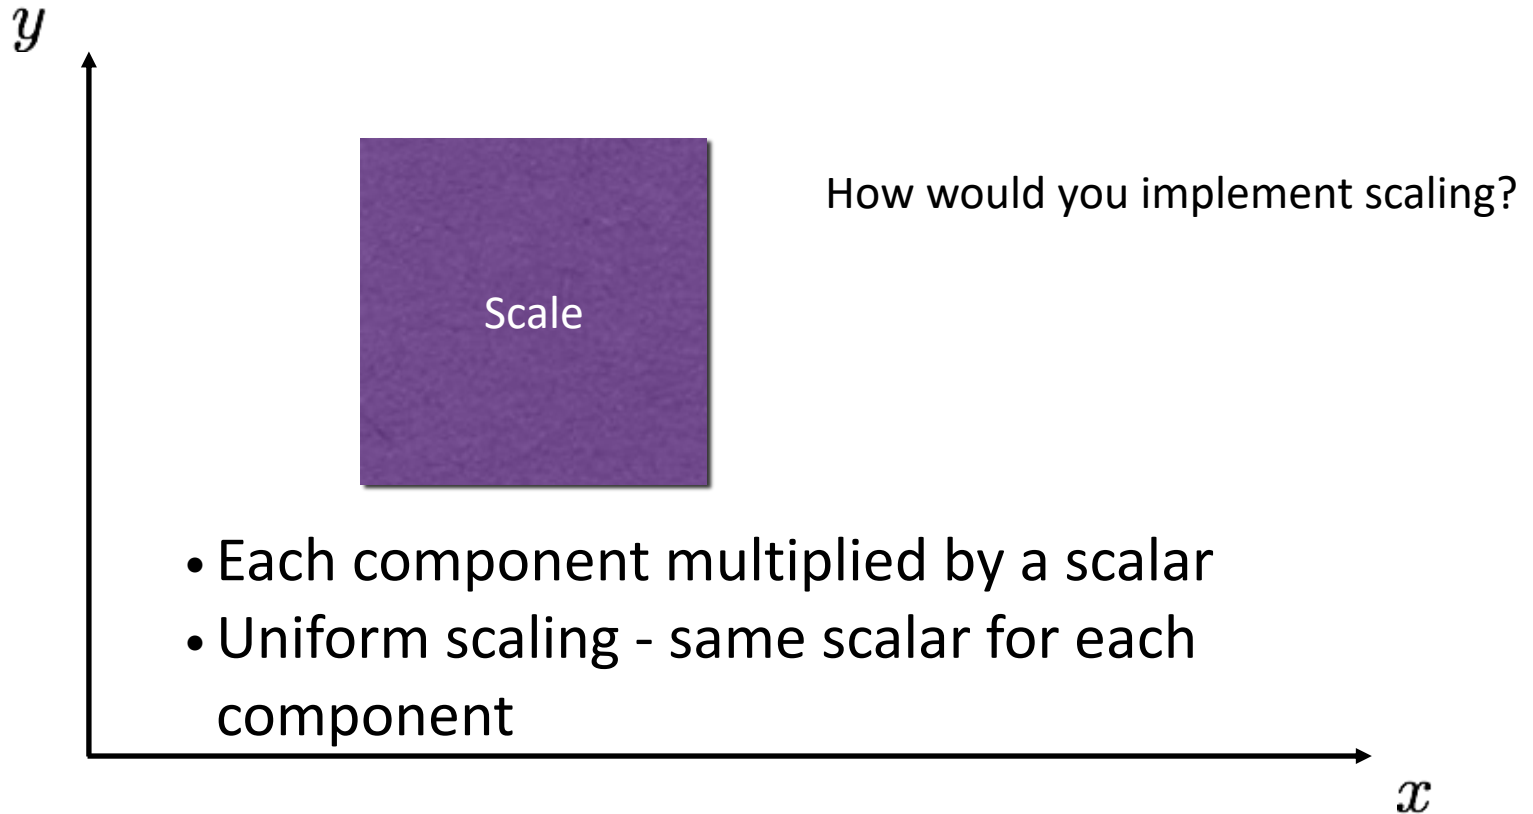 y
How would you implement scaling?
Scale
• Each component multiplied by a scalar
• Uniform scaling - same scalar for each
component
x